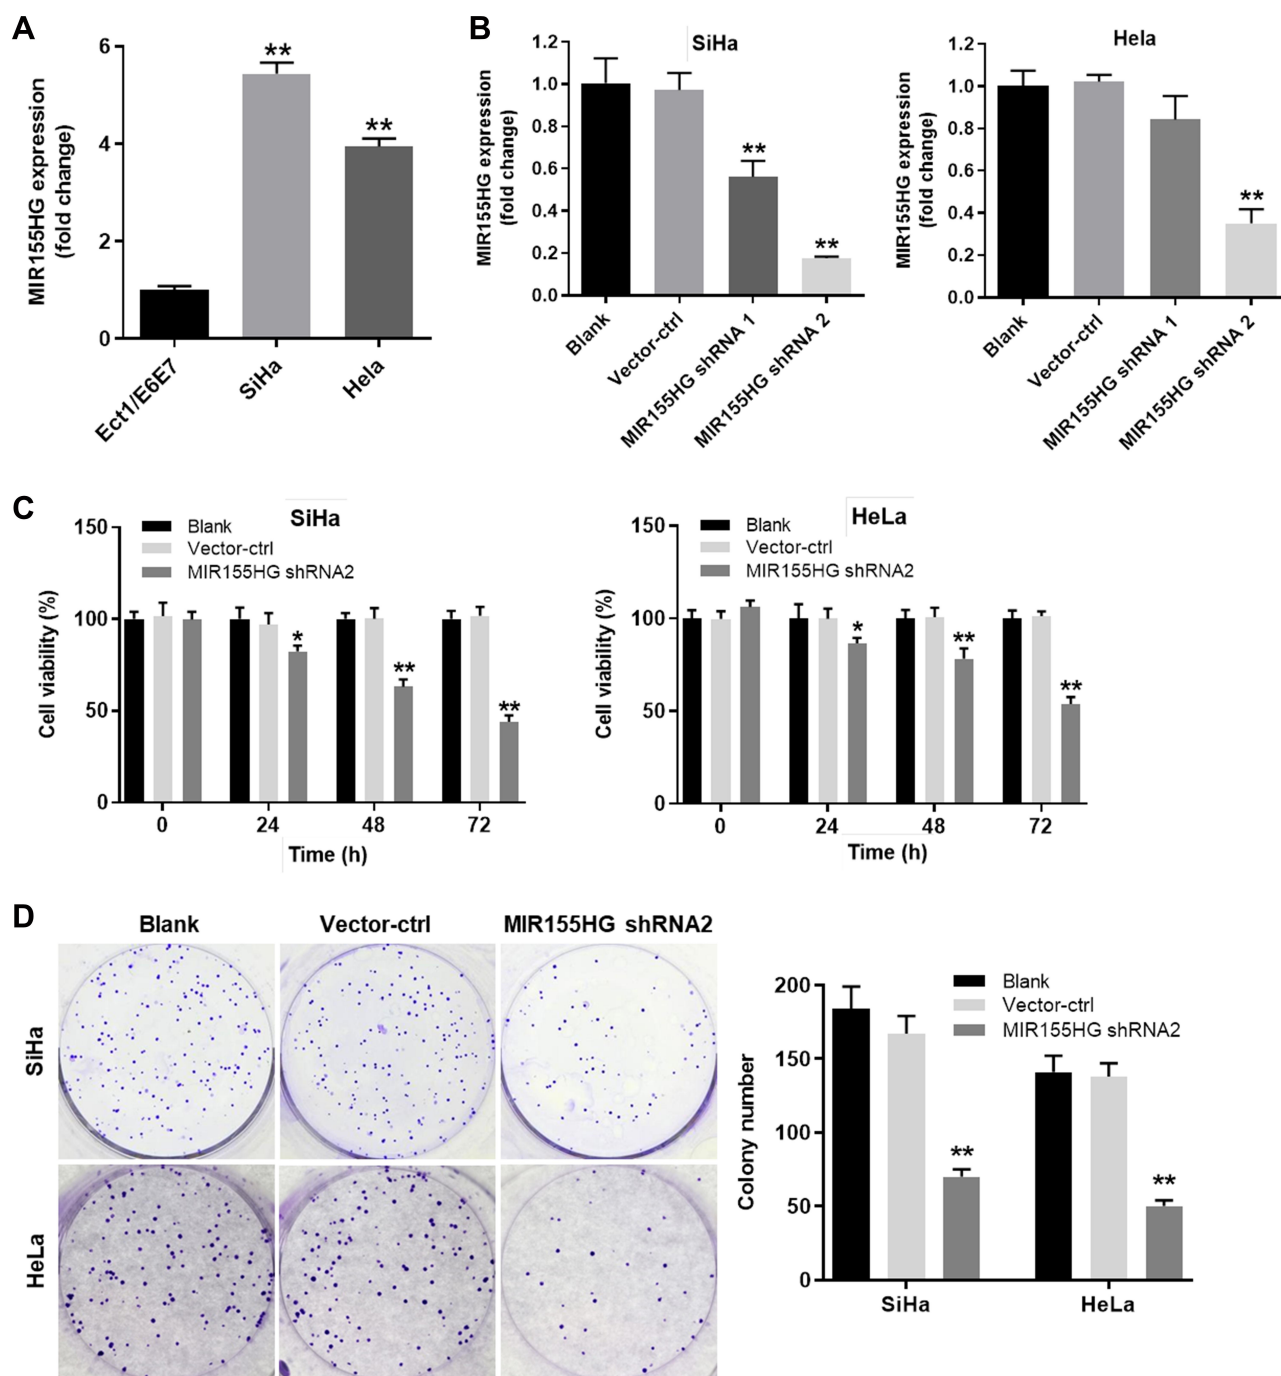 A
MIR155HG expression
(fold change)
6
4
2
0
**
**
Ect1/E6E7
SiHa
Hela
B
SiHa
MIR155HG expression
(fold change)
1.2
1.0
0.8
0.6
0.4
0.2
0.0
**
**
Blank
Vector-ctrl
MIR155HG shRNA 1
MIR155HG shRNA 2
Hela
MIR155HG expression
(fold change)
1.2
1.0
0.8
0.6
0.4
0.2
0.0
**
Blank
Vector-ctrl
MIR155HG shRNA 1
MIR155HG shRNA 2
C
SiHa
Blank
Vector-ctrl
MIR155HG shRNA2
Cell viability (%)
150
100
50
0
*
**
**
0 24 48 72
Time (h)
HeLa
Blank
Vector-ctrl
MIR155HG shRNA2
Cell viability (%)
150
100
50
0
*
**
**
0 24 48 72
Time (h)
D
Blank Vector-ctrl MIR155HG shRNA2
SiHa
HeLa
Blank
Vector-ctrl
MIR155HG shRNA2
Colony number
200
150
100
50
0
**
**
SiHa HeLa